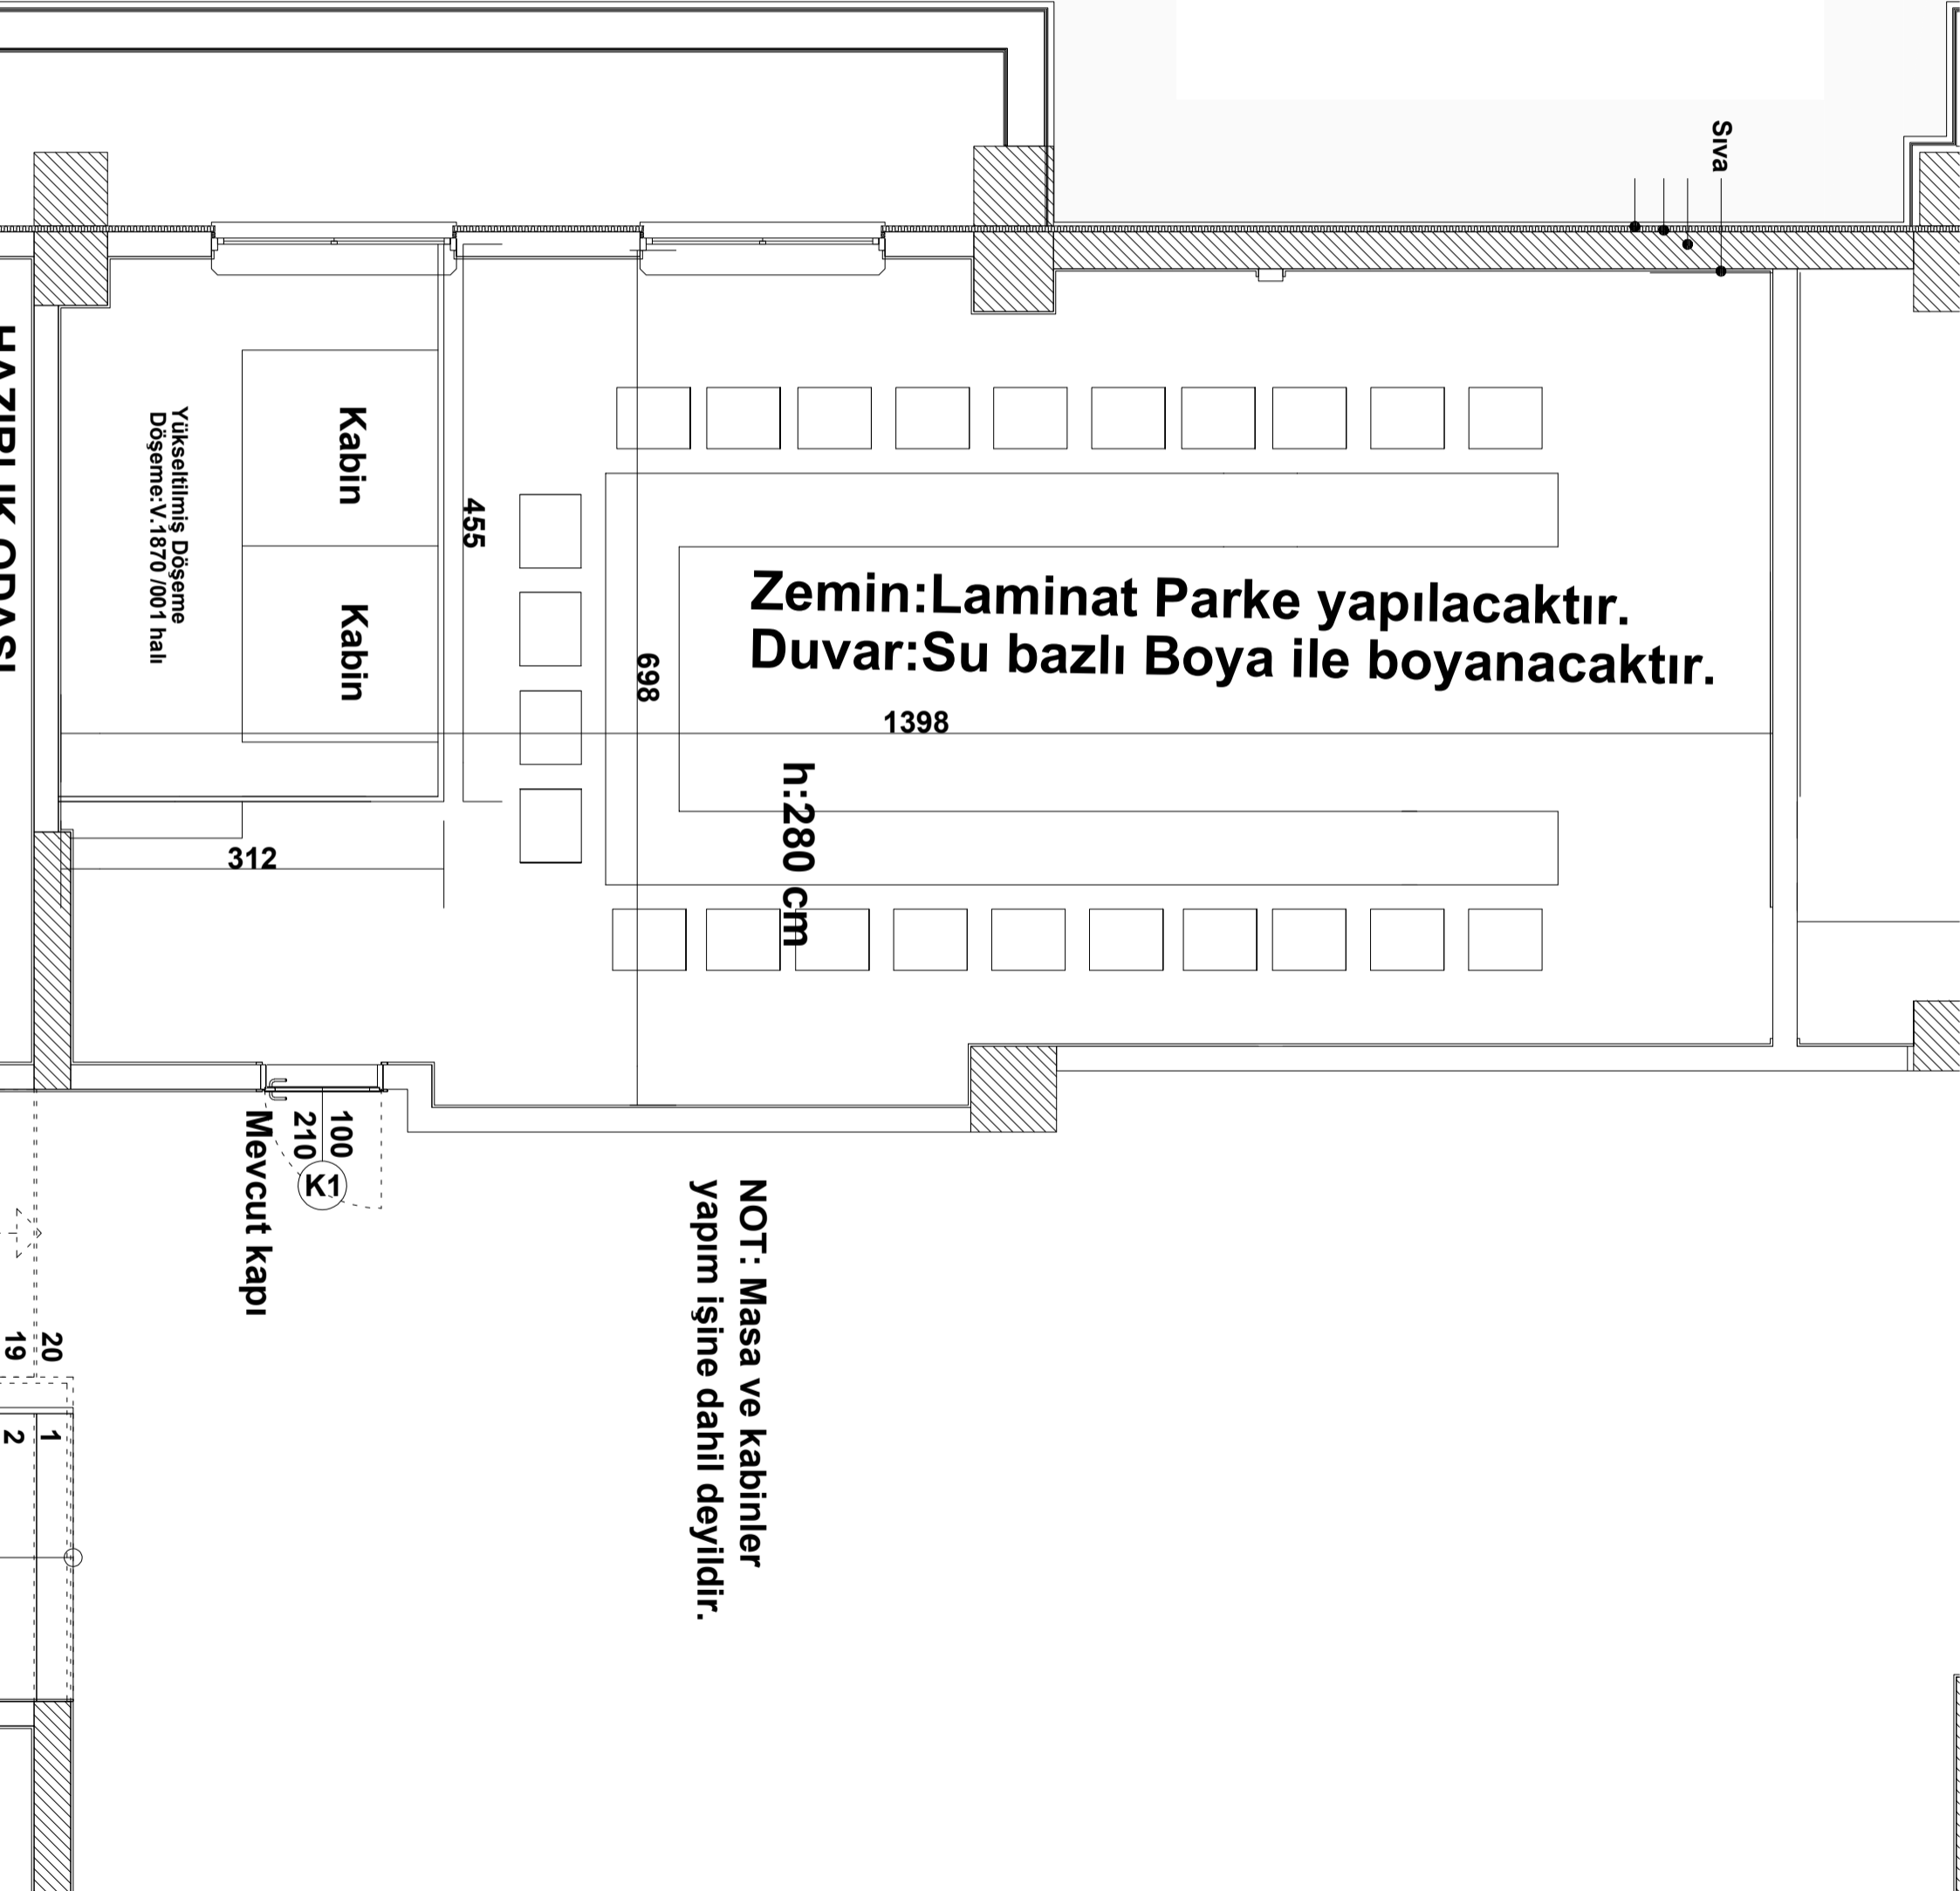 Sıva
HAZIRLIK ODASI
Yükseltilmiş Döşeme
Döşeme:V.1870 /001 halı
Kabin
Kabin
455
698
Zemin:Laminat Parke yapılacaktır.
Duvar:Su bazlı Boya ile boyanacaktır.
1398
h:280 cm
312
100
210
K1
Mevcut kapı
NOT: Masa ve kabinler
yapım işine dahil deyildir.
20
19
1
2